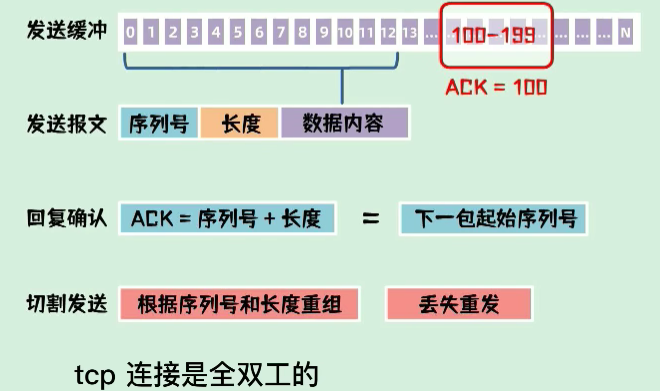 发送缓冲 0 1 2 3 4 5 6 7 8 9 10 11 12 13 ... 100-199 ... ... ... ... N
ACK = 100
发送报文 序列号 长度 数据内容
回复确认 ACK = 序列号 + 长度 = 下一包起始序列号
切割发送 根据序列号和长度重组 丢失重发
tcp 连接是全双工的